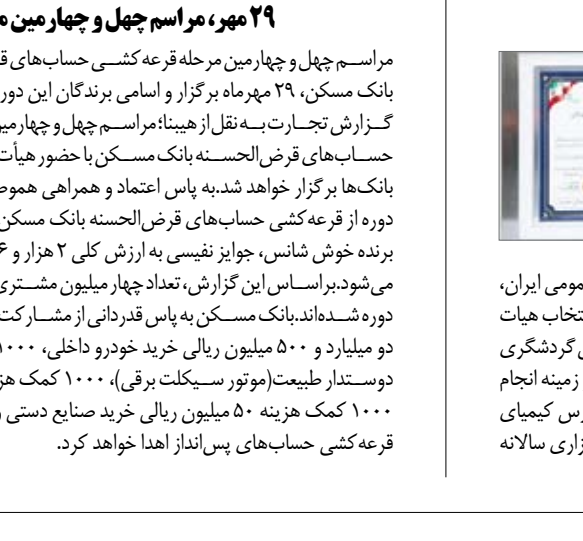 مومی ایران،
نتخاب هیات
گردشگری
زمینه انجام
رس کیمیای
زاری سالانه
۲۹ مهر، مراسم چهل و چهارمین
مراسم چهل و چهارمین مرحله قرعه کشی حساب‌های
بانک مسکن، ۲۹ مهرماه برگزار و اسامی برندگان این
گزارش تجارت به نقل از هیبنا؛ مراسم چهل و چهارمین
حساب‌های قرض‌الحسنه بانک مسکن با حضور هیأت
بانک‌ها برگزار خواهد شد.به پاس اعتماد و همراهی
دوره از قرعه کشی حساب‌های قرض‌الحسنه بانک مسکن
برنده خوش شانس، جوایز نفیسی به ارزش کلی ۲ هزار و ۶
می‌شود.براساس این گزارش، تعداد چهار میلیون مشتری
دوره شده‌اند.بانک مسکن به پاس قدردانی از مشارکت
دو میلیارد و ۵۰۰ میلیون ریالی خرید خودرو داخلی، ۱۰۰۰
دوستدار طبیعت(موتور سیکلت برقی)، ۱۰۰۰ کمک
۱۰۰۰ کمک هزینه ۵۰ میلیون ریالی خرید صنایع دستی
قرعه کشی حساب‌های پس‌انداز اهدا خواهد کرد.